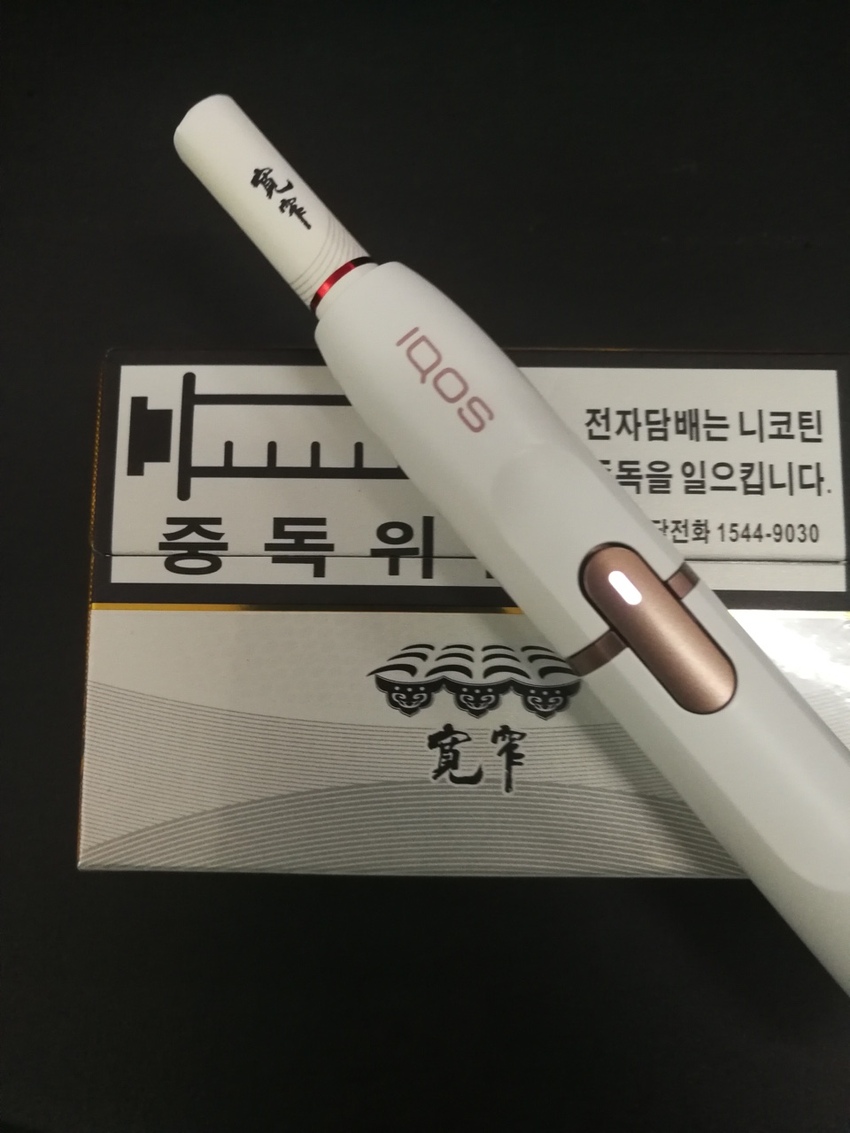 寬窄
IQOS
전자담배는 니코틴
독을 일으킵니다.
전화 1544-9030
중독위
寬窄